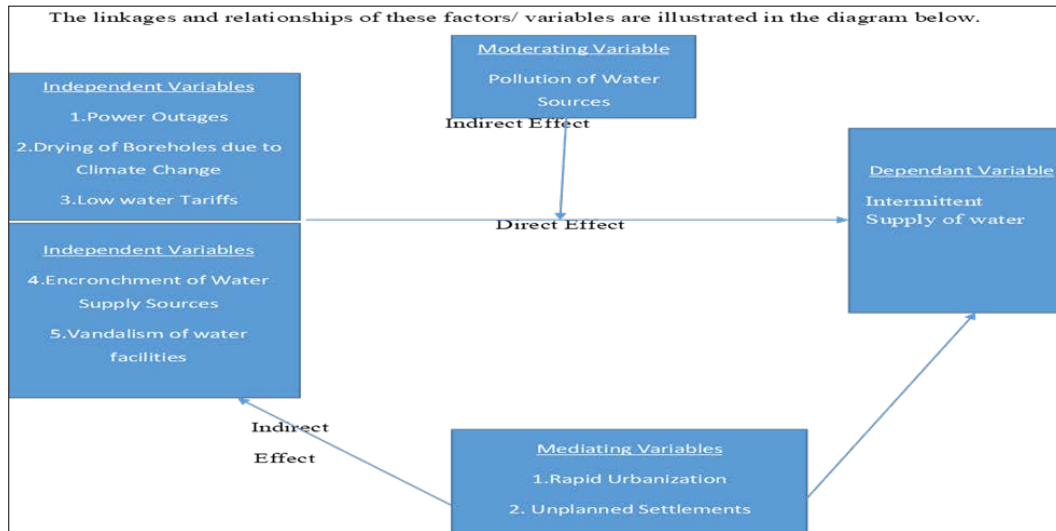 The linkages and relationships of these factors/ variables are illustrated in the diagram below.
Moderating Variable
Pollution of Water
Sources
Indirect Effect
Independent Variables
1.Power Outages
2.Drying of Boreholes due to
Climate Change
3.Low water Tariffs
Direct Effect
Dependant Variable
Intermittent
Supply of water
Independent Variables
4.Encronchment of Water
Supply Sources
5.Vandalism of water
facilities
Indirect
Effect
Mediating Variables
1.Rapid Urbanization
2. Unplanned Settlements